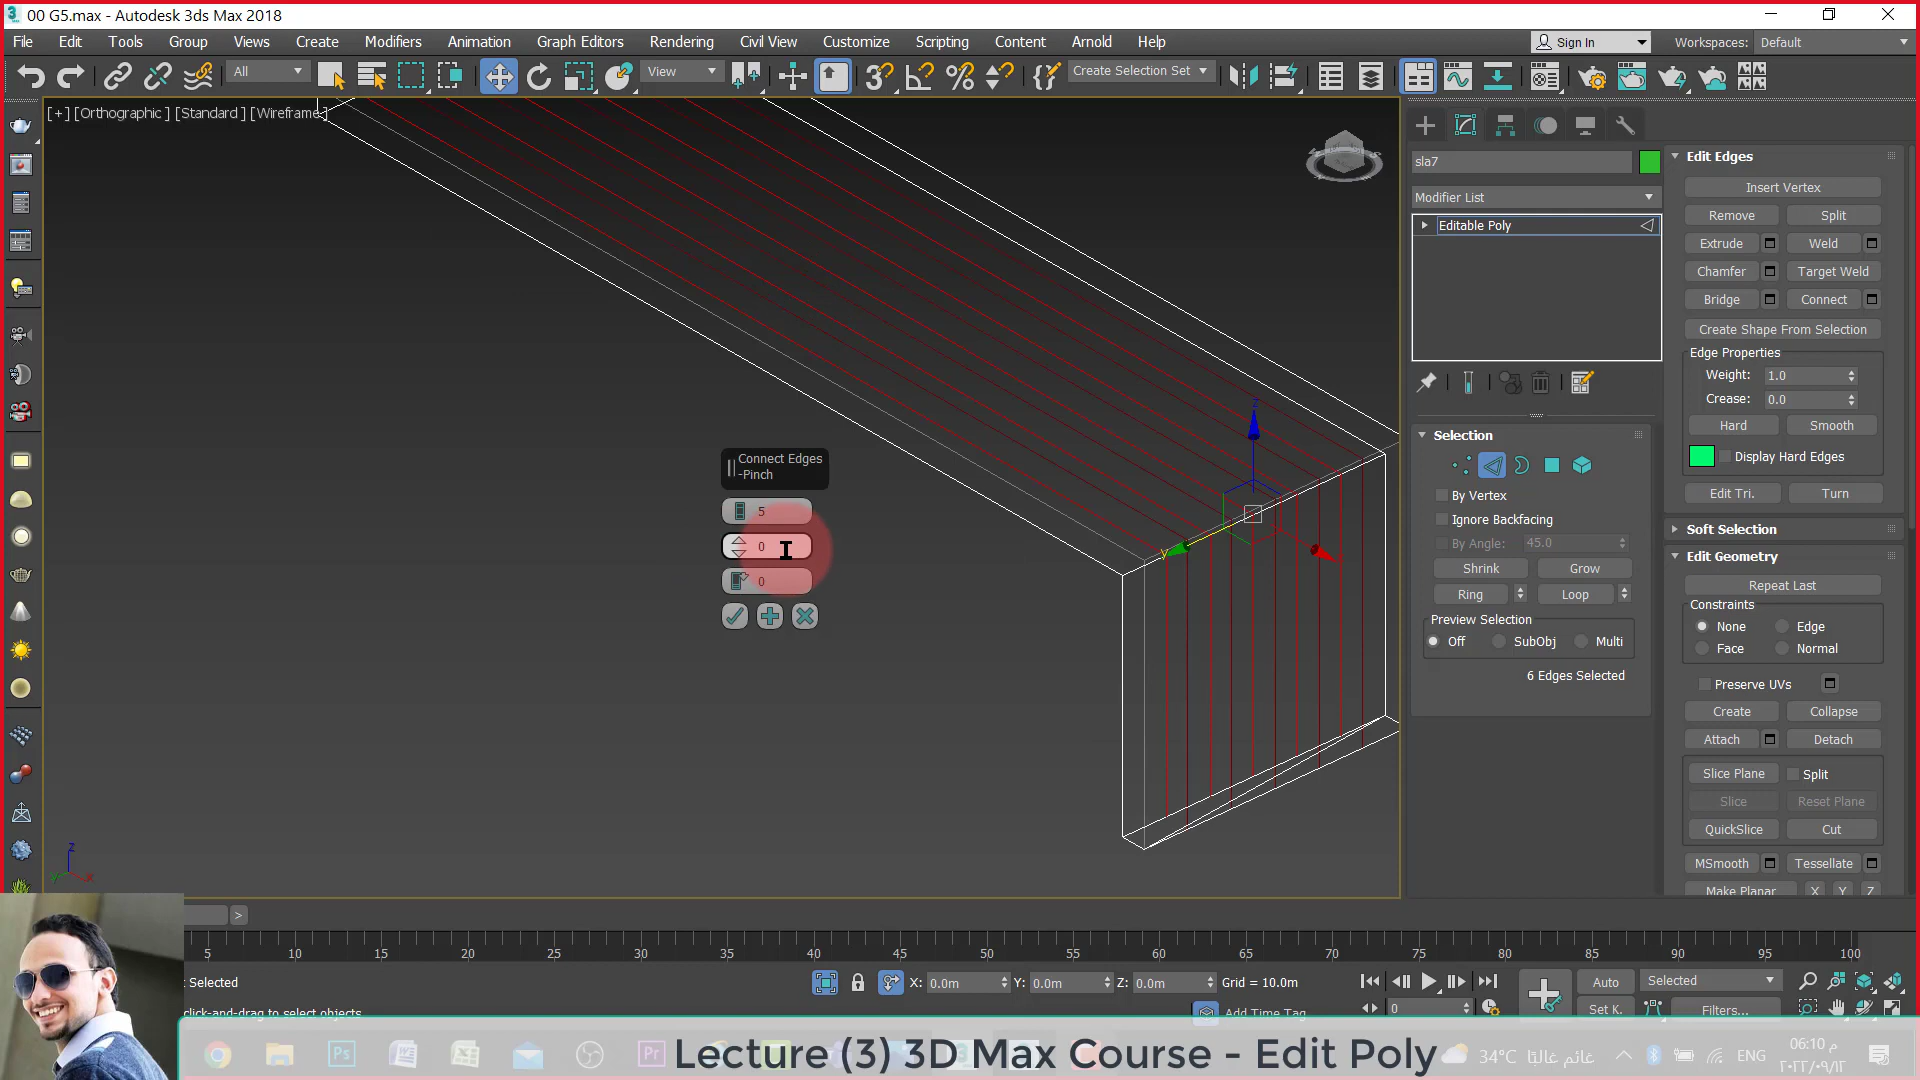 00 G5.max - Autodesk 3ds Max 2018
File Edit Tools Group Views Create Modifiers Animation Graph Editors Rendering Civil View Customize Scripting Content Arnold Help
Sign In Workspaces: Default
All View Create Selection Set
[+] [Orthographic ] [Standard ] [Wireframe ]
sla7
Modifier List
Editable Poly
Selection
By Vertex
Ignore Backfacing
By Angle: 45.0
Shrink Grow
Ring Loop
Preview Selection
Off SubObj Multi
6 Edges Selected
Edit Edges
Insert Vertex
Remove Split
Extrude Weld
Chamfer Target Weld
Bridge Connect
Create Shape From Selection
Edge Properties
Weight: 1.0
Crease: 0.0
Hard Smooth
Display Hard Edges
Edit Tri. Turn
Soft Selection
Edit Geometry
Repeat Last
Constraints
None Edge
Face Normal
Preserve UVs
Create Collapse
Attach Detach
Slice Plane Split
Slice Reset Plane
QuickSlice Cut
MSmooth Tessellate
Make Planar X Y Z
Connect Edges
-Pinch
5
0
0
z
y
z
y x
>
5 10 15 20 25 30 35 40 45 50 55 60 65 70 75 80 85 90 95 100
Selected X: 0.0m Y: 0.0m Z: 0.0m Grid = 10.0m Auto Selected
click-and-drag to select objects Add Time Tag 0 Set K. Filters...
Lecture (3) 3D Max Course - Edit Poly
34°C غائم غالبًا ENG
06:10 م
٢٠٢٢/٠٩/١٢